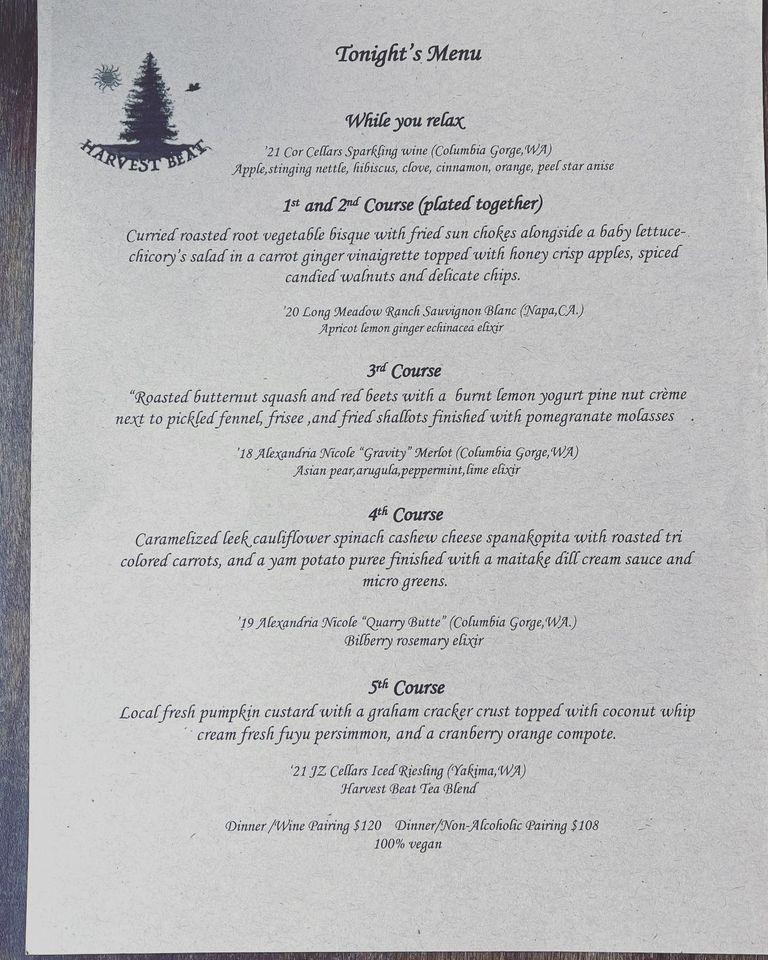 HARVEST BEAT
Tonight's Menu
While you relax
'21 Cor Cellars Sparkling wine (Columbia Gorge,WA)
Apple,stinging nettle, hibiscus, clove, cinnamon, orange, peel star anise
1st and 2nd Course (plated together)
Curried roasted root vegetable bisque with fried sun chokes alongside a baby lettuce-
chicory's salad in a carrot ginger vinaigrette topped with honey crisp apples, spiced
candied walnuts and delicate chips.
'20 Long Meadow Ranch Sauvignon Blanc (Napa,CA.)
Apricot lemon ginger echinacea elixir
3rd Course
"Roasted butternut squash and red beets with a burnt lemon yogurt pine nut crème
next to pickled fennel, frisee ,and fried shallots finished with pomegranate molasses .
'18 Alexandria Nicole "Gravity" Merlot (Columbia Gorge,WA)
Asian pear,arugula,peppermint,lime elixir
4th Course
Caramelized leek cauliflower spinach cashew cheese spanakopita with roasted tri
colored carrots, and a yam potato puree finished with a maitake dill cream sauce and
micro greens.
'19 Alexandria Nicole "Quarry Butte" (Columbia Gorge,WA.)
Bilberry rosemary elixir
5th Course
Local fresh pumpkin custard with a graham cracker crust topped with coconut whip
cream fresh fuyu persimmon, and a cranberry orange compote.
'21 JZ Cellars Iced Riesling (Yakima,WA)
Harvest Beat Tea Blend
Dinner /Wine Pairing $120 Dinner/Non-Alcoholic Pairing $108
100% vegan